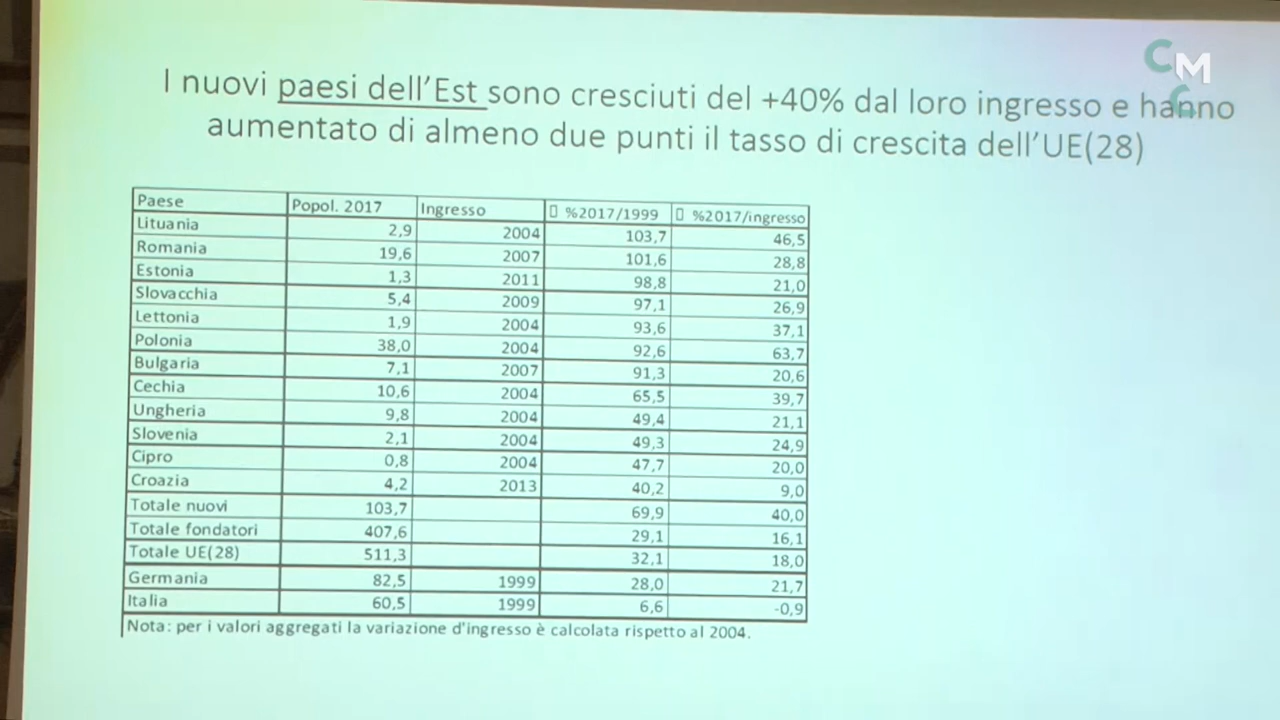 CMC
I nuovi paesi dell'Est sono cresciuti del +40% dal loro ingresso e hanno
aumentato di almeno due punti il tasso di crescita dell'UE(28)
Paese Popol. 2017 Ingresso ▯ %2017/1999 ▯ %2017/ingresso
Lituania 2,9 2004 103,7 46,5
Romania 19,6 2007 101,6 28,8
Estonia 1,3 2011 98,8 21,0
Slovacchia 5,4 2009 97,1 26,9
Lettonia 1,9 2004 93,6 37,1
Polonia 38,0 2004 92,6 63,7
Bulgaria 7,1 2007 91,3 20,6
Cechia 10,6 2004 65,5 39,7
Ungheria 9,8 2004 49,4 21,1
Slovenia 2,1 2004 49,3 24,9
Cipro 0,8 2004 47,7 20,0
Croazia 4,2 2013 40,2 9,0
Totale nuovi 103,7 69,9 40,0
Totale fondatori 407,6 29,1 16,1
Totale UE(28) 511,3 32,1 18,0
Germania 82,5 1999 28,0 21,7
Italia 60,5 1999 6,6 -0,9
Nota: per i valori aggregati la variazione d'ingresso è calcolata rispetto al 2004.